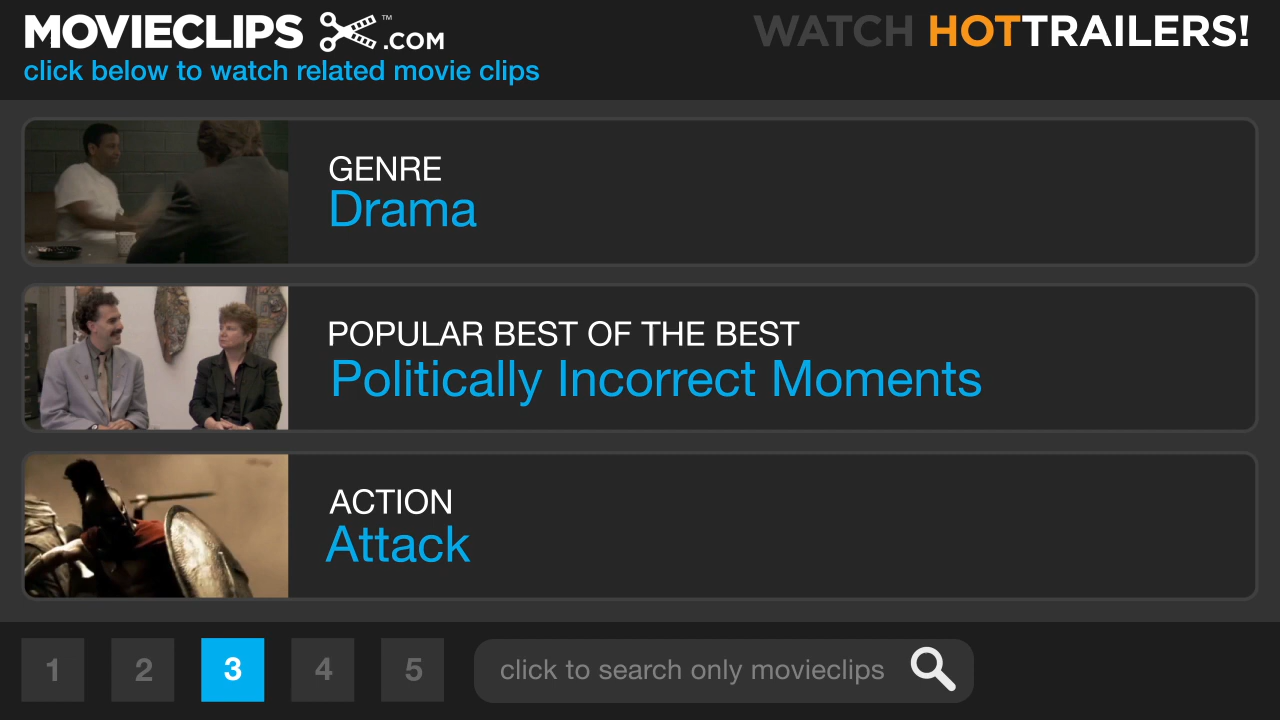 MOVIECLIPS ™ .COM
WATCH HOTTRAILERS!
click below to watch related movie clips
GENRE
Drama
POPULAR BEST OF THE BEST
Politically Incorrect Moments
ACTION
Attack
1 2 3 4 5
click to search only movieclips